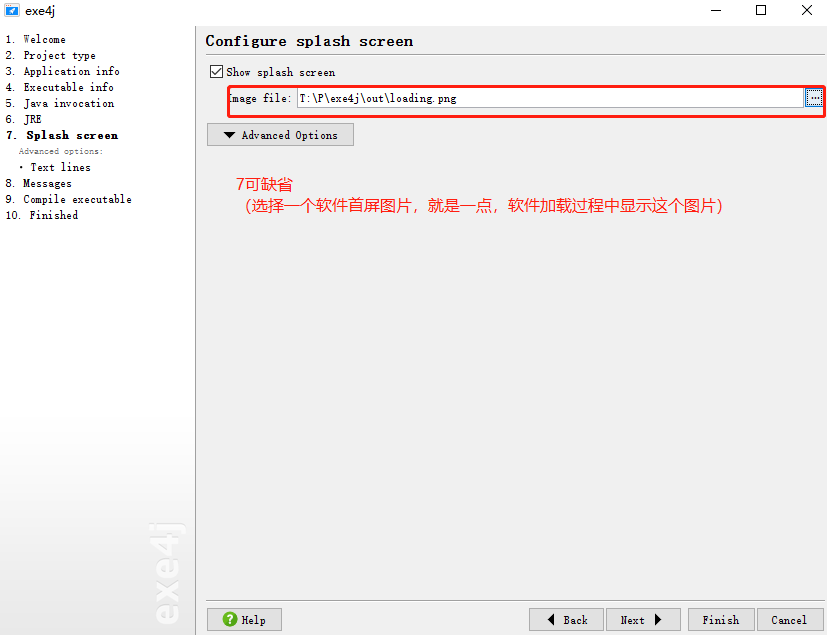 exe4j
1. Welcome
2. Project type
3. Application info
4. Executable info
5. Java invocation
6. JRE
7. Splash screen
Advanced options:
· Text lines
8. Messages
9. Compile executable
10. Finished
exe4j
Configure splash screen
Show splash screen
Image file: T:\P\exe4j\out\loading.png
...
Advanced Options
7可缺省
（选择一个软件首屏图片，就是一点，软件加载过程中显示这个图片）
Help
Back
Next
Finish
Cancel